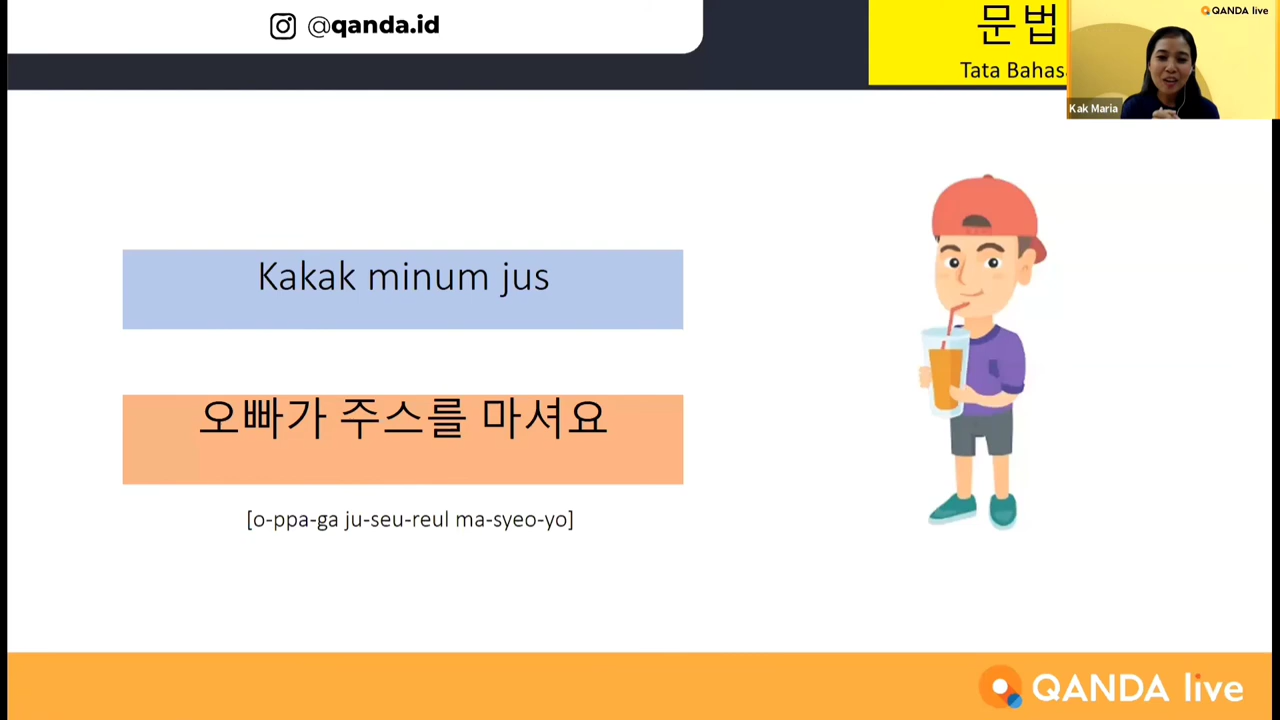 @qanda.id
문법
Tata Bahasa
QANDA live
Kak Maria
Kakak minum jus
오빠가 주스를 마셔요
[o-ppa-ga ju-seu-reul ma-syeo-yo]
QANDA live